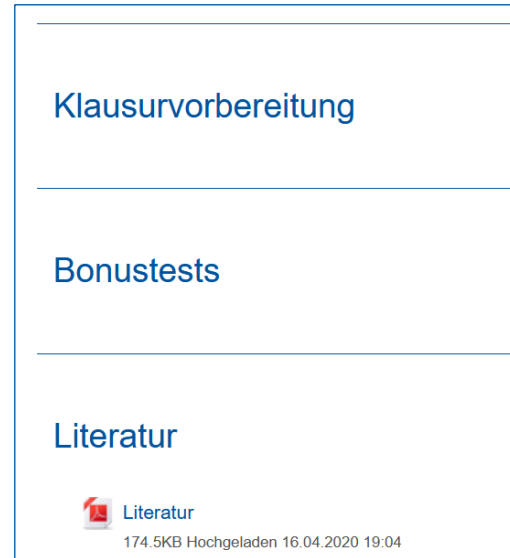 Klausurvorbereitung
Bonustests
Literatur
Literatur
174.5KB Hochgeladen 16.04.2020 19:04